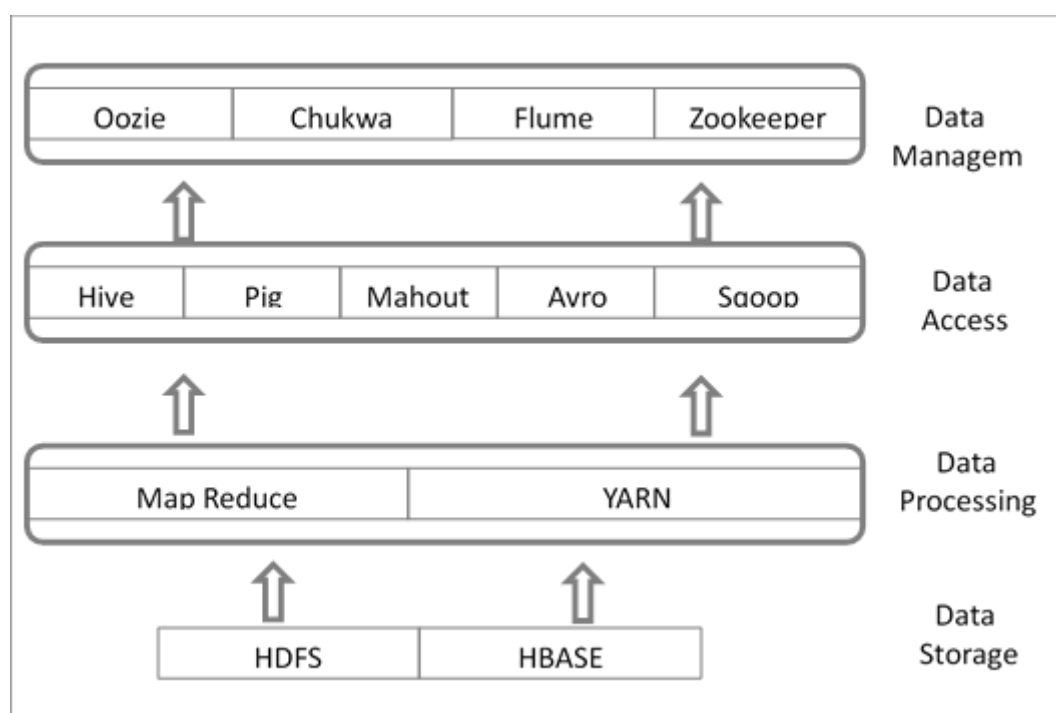 Oozie Chukwa Flume Zookeeper
Data
Managem
Hive Pig Mahout Avro Sqoop
Data
Access
Map Reduce YARN
Data
Processing
HDFS HBASE
Data
Storage